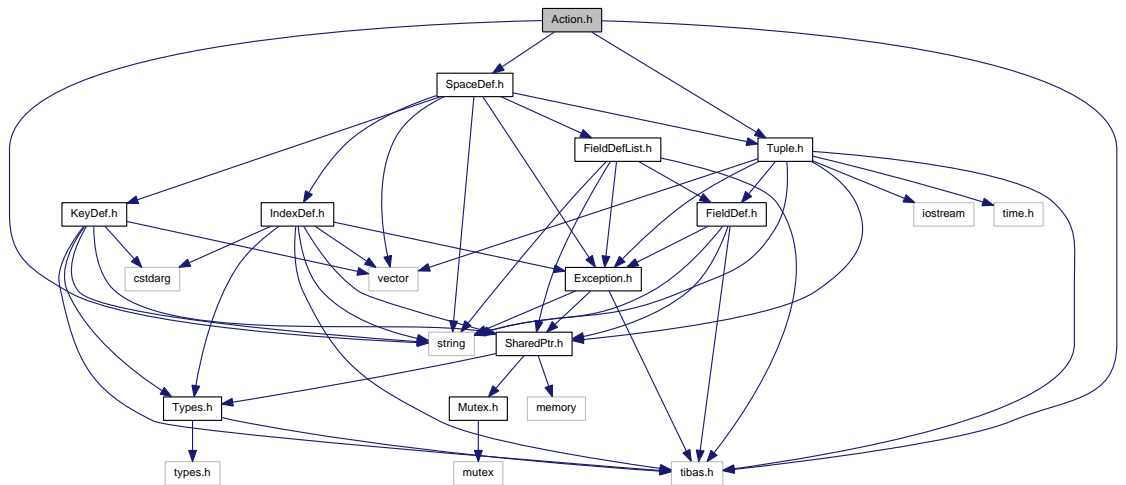 Action.h
SpaceDef.h
FieldDefList.h
Tuple.h
KeyDef.h
IndexDef.h
FieldDef.h
iostream
time.h
cstdarg
vector
Exception.h
string
SharedPtr.h
Types.h
Mutex.h
memory
types.h
mutex
tibas.h